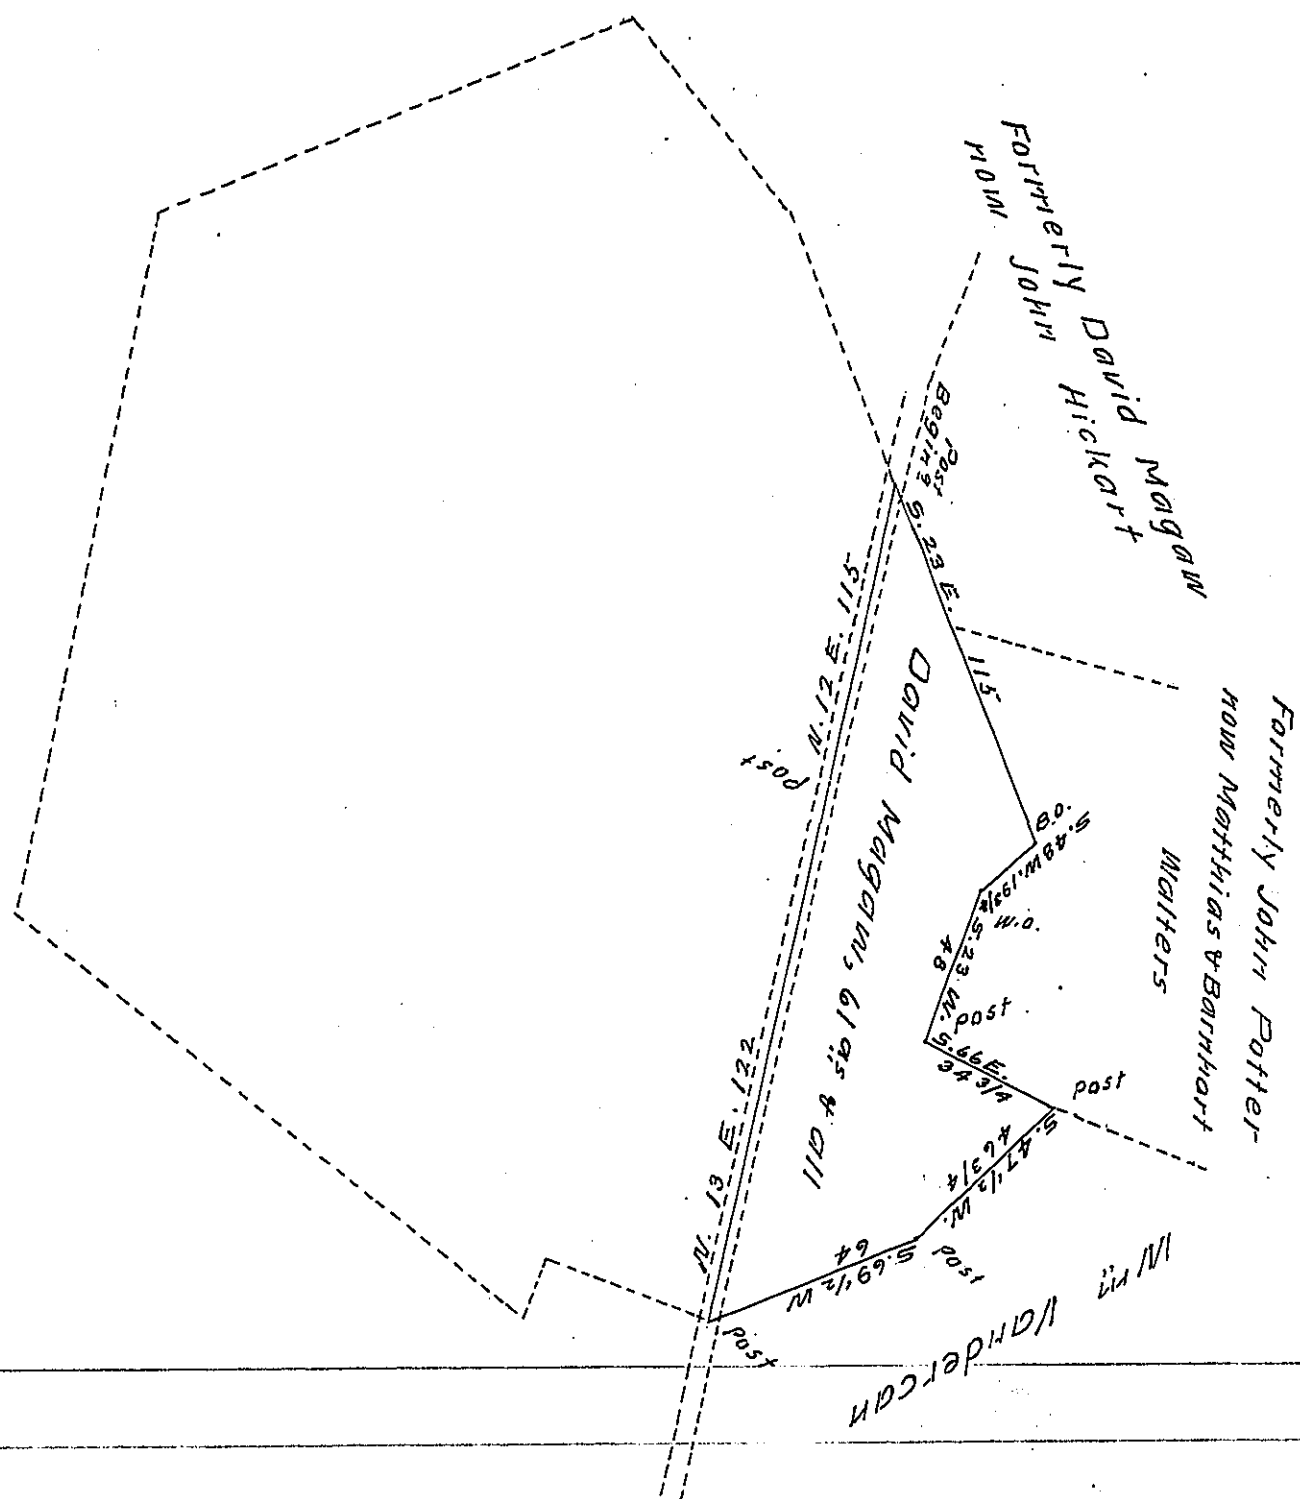 Formerly David Magaw
now John Hickart
Formerly John Potter
now Matthias & Barnhart
Walters
Post
Begining
S. 23 E. 115
B.O.
S. 48 W. 19 3/4
W.O.
S. 23 W.
48
post
S. 66 E.
34 3/4
post
S. 47 1/2 W.
46 3/4
post
S. 69 1/2 W
64
post
Wm Vandercan
N. 12 E. 115
post
N. 13 E. 122
David Magaw, 61 as & all